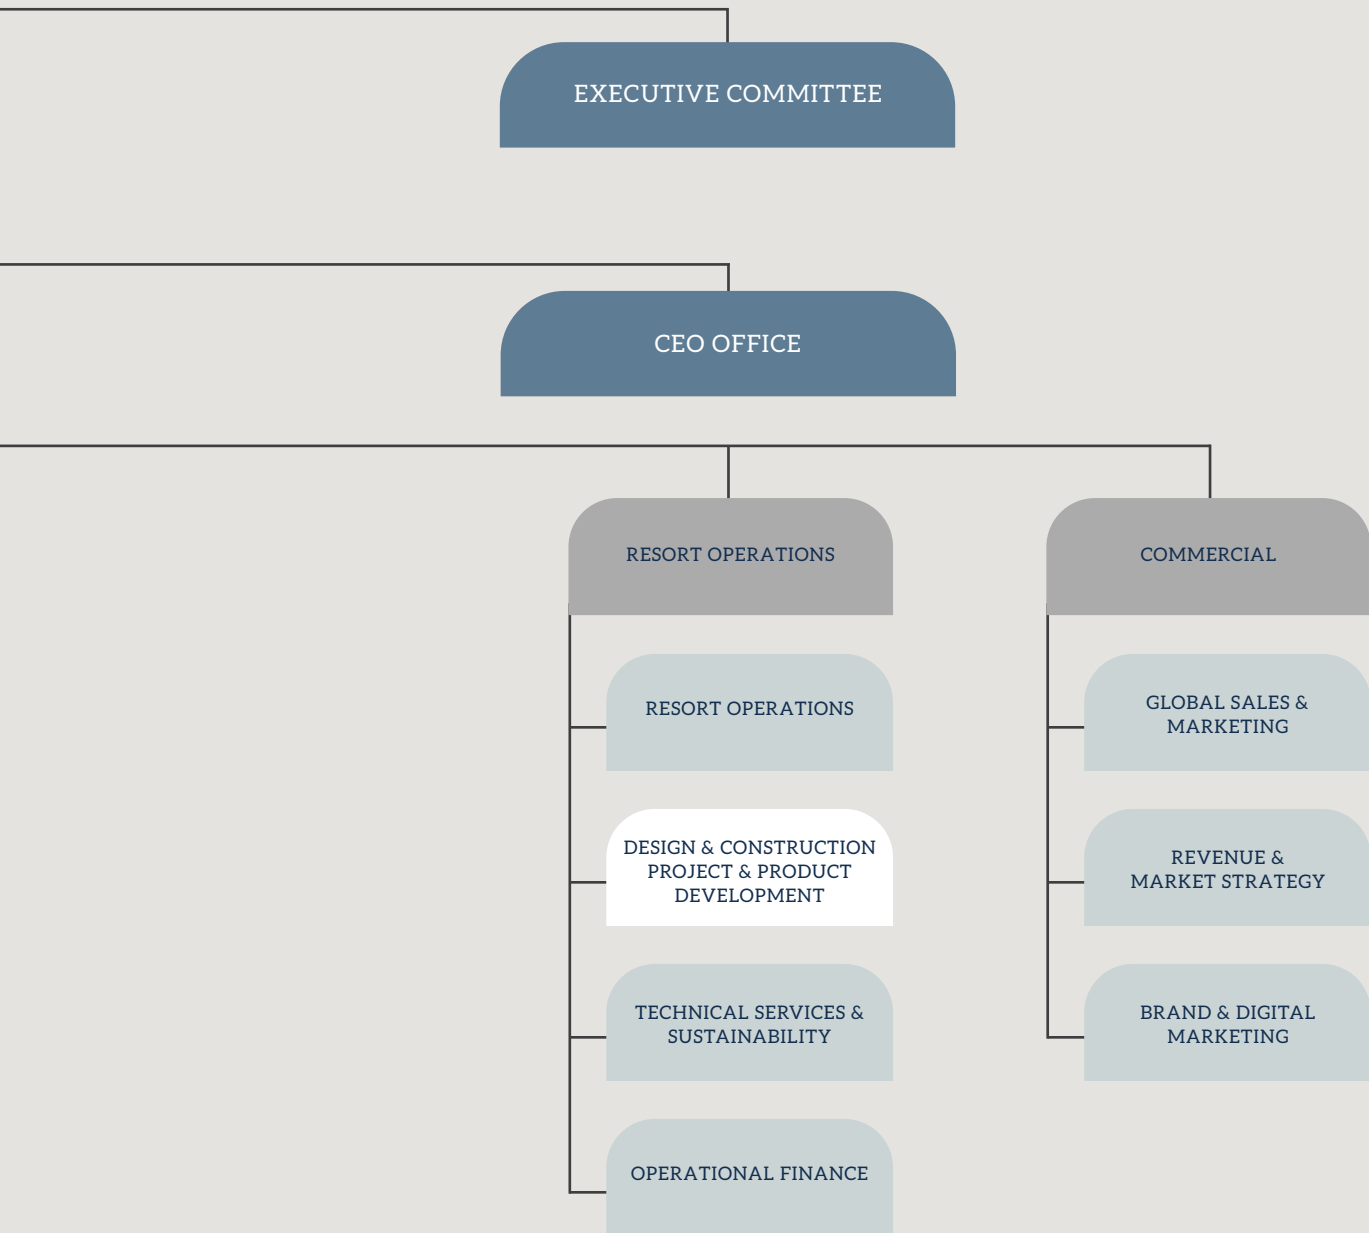 EXECUTIVE COMMITTEE
CEO OFFICE
RESORT OPERATIONS
RESORT OPERATIONS
DESIGN & CONSTRUCTION
PROJECT & PRODUCT
DEVELOPMENT
TECHNICAL SERVICES &
SUSTAINABILITY
OPERATIONAL FINANCE
COMMERCIAL
GLOBAL SALES &
MARKETING
REVENUE &
MARKET STRATEGY
BRAND & DIGITAL
MARKETING